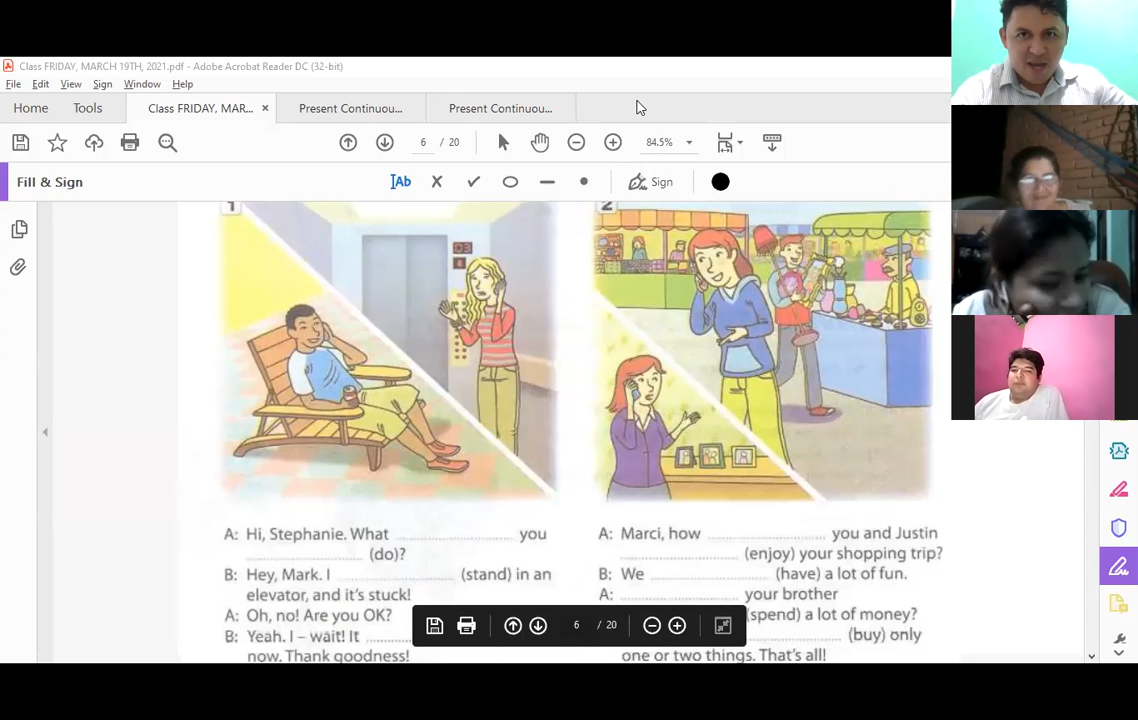 Class FRIDAY, MARCH 19TH, 2021.pdf - Adobe Acrobat Reader DC (32-bit)
File Edit View Sign Window Help
Home Tools Class FRIDAY, MAR... × Present Continuou... Present Continuou...
6 / 20 84.5%
Fill & Sign Ab Sign
1
2
03
4
A: Hi, Stephanie. What you
(do)?
B: Hey, Mark. I (stand) in an
elevator, and it's stuck!
A: Oh, no! Are you OK?
B: Yeah. I – wait! It
now. Thank goodness!
A: Marci, how you and Justin
(enjoy) your shopping trip?
B: We (have) a lot of fun.
A: your brother
(spend) a lot of money?
(buy) only
one or two things. That's all!
6 / 20